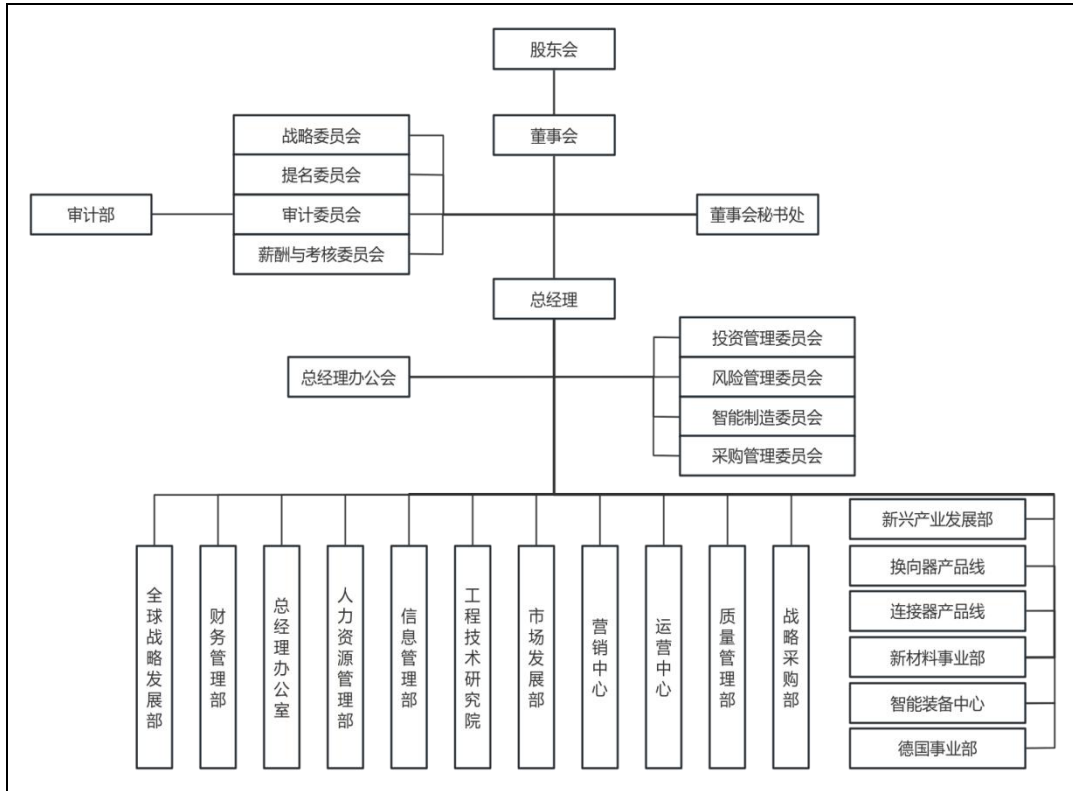 股东会
董事会
战略委员会
提名委员会
审计部
审计委员会
董事会秘书处
薪酬与考核委员会
总经理
投资管理委员会
总经理办公会
风险管理委员会
智能制造委员会
采购管理委员会
全球战略发展部
财务管理部
总经理办公室
人力资源管理部
信息管理部
工程技术研究院
市场发展部
营销中心
运营中心
质量管理部
战略采购部
新兴产业发展部
换向器产品线
连接器产品线
新材料事业部
智能装备中心
德国事业部